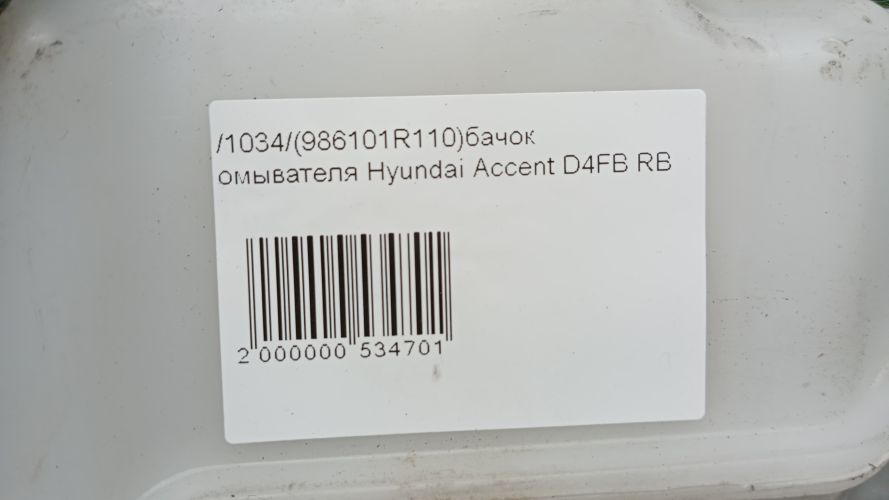 /1034/(986101R110)бачок
омывателя Hyundai Accent D4FB RB
2 000000 534701